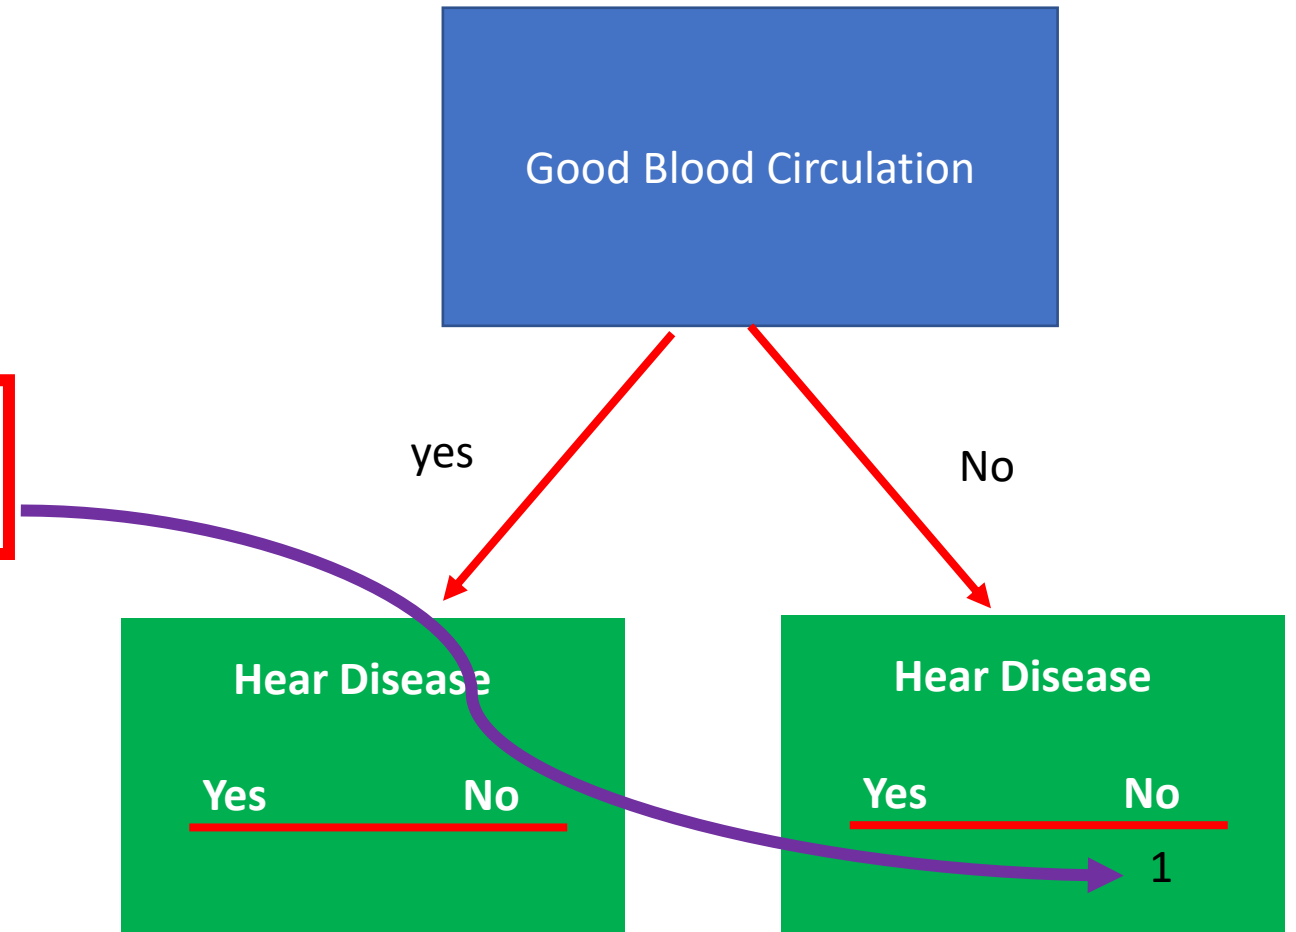 Good Blood Circulation
yes
No
Hear Disease
Yes No
Hear Disease
Yes No
1